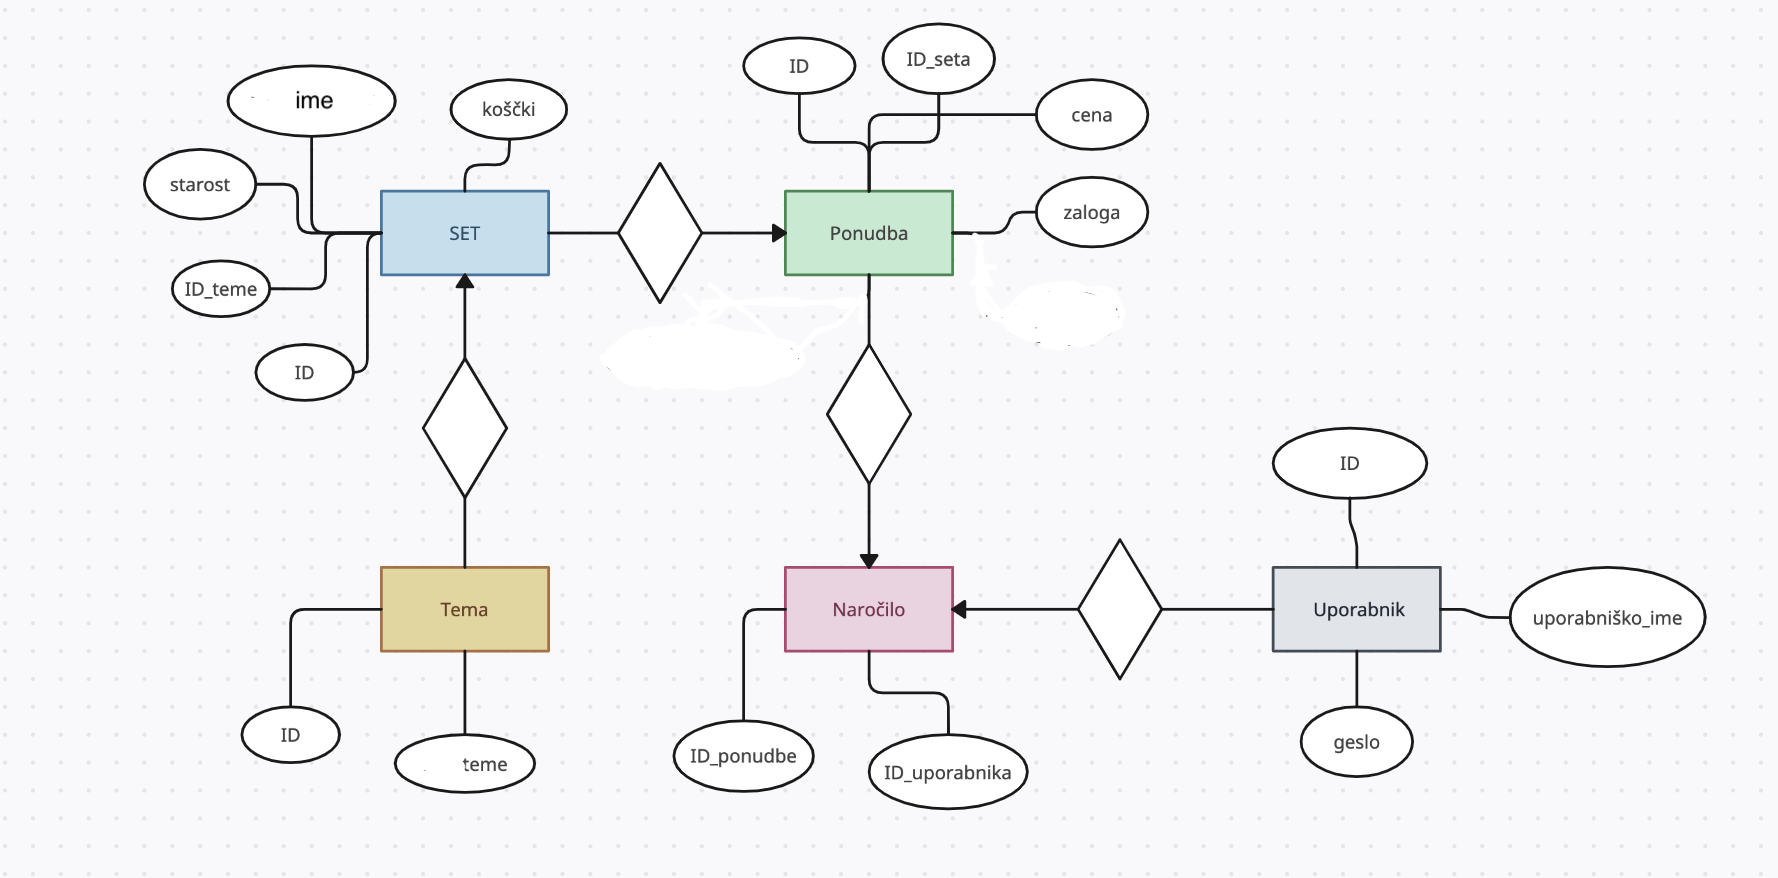 ID
ID_seta
ime
koščki
cena
starost
zaloga
SET
Ponudba
ID_teme
ID
ID
Tema
Naročilo
Uporabnik
uporabniško_ime
ID
teme
ID_ponudbe
ID_uporabnika
geslo